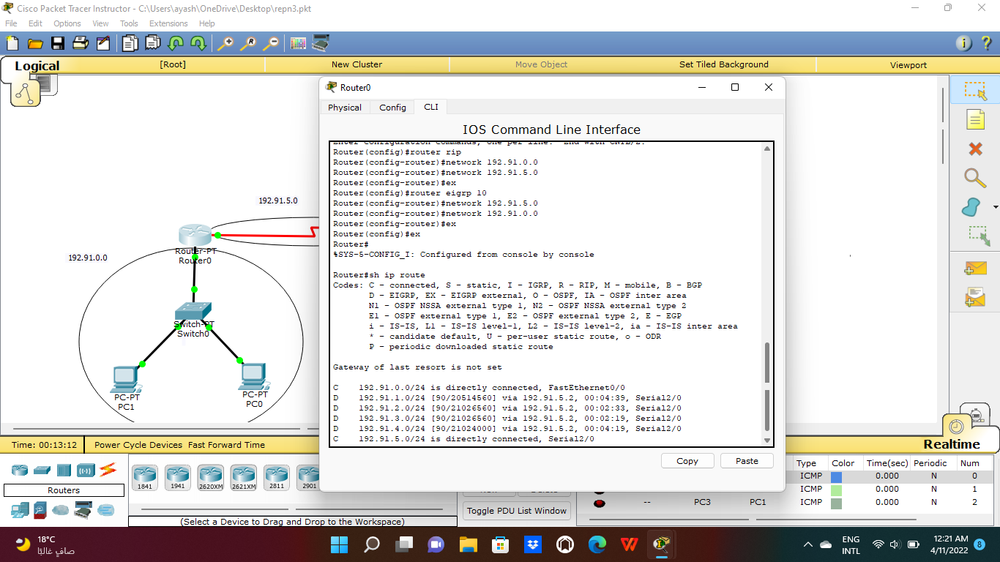 Cisco Packet Tracer Instructor - C:\Users\ayash\OneDrive\Desktop\repn3.pkt
File Edit Options View Tools Extensions Help
Logical [Root] New Cluster Move Object Set Tiled Background Viewport
Router0
Physical Config CLI
IOS Command Line Interface
Enter configuration commands, one per line. End with CNTL/Z.
Router(config)#router rip
Router(config-router)#network 192.91.0.0
Router(config-router)#network 192.91.5.0
Router(config-router)#ex
Router(config)#router eigrp 10
Router(config-router)#network 192.91.5.0
Router(config-router)#network 192.91.0.0
Router(config-router)#ex
Router(config)#ex
Router#
%SYS-5-CONFIG_I: Configured from console by console
Router#sh ip route
Codes: C - connected, S - static, I - IGRP, R - RIP, M - mobile, B - BGP
D - EIGRP, EX - EIGRP external, O - OSPF, IA - OSPF inter area
N1 - OSPF NSSA external type 1, N2 - OSPF NSSA external type 2
E1 - OSPF external type 1, E2 - OSPF external type 2, E - EGP
i - IS-IS, L1 - IS-IS level-1, L2 - IS-IS level-2, ia - IS-IS inter area
* - candidate default, U - per-user static route, o - ODR
P - periodic downloaded static route
Gateway of last resort is not set
C 192.91.0.0/24 is directly connected, FastEthernet0/0
D 192.91.1.0/24 [90/20514560] via 192.91.5.2, 00:04:39, Serial2/0
D 192.91.2.0/24 [90/21026560] via 192.91.5.2, 00:02:33, Serial2/0
D 192.91.3.0/24 [90/21026560] via 192.91.5.2, 00:02:19, Serial2/0
D 192.91.4.0/24 [90/21024000] via 192.91.5.2, 00:04:19, Serial2/0
C 192.91.5.0/24 is directly connected, Serial2/0
Copy Paste
192.91.5.0
192.91.0.0
Router-PT
Router0
Switch-PT
Switch0
PC-PT
PC1
PC-PT
PC0
Time: 00:13:12 Power Cycle Devices Fast Forward Time
Realtime
Routers
1841 1941 2620XM 2621XM 2811 2901
(Select a Device to Drag and Drop to the Workspace)
Toggle PDU List Window
Type Color Time(sec) Periodic Num
ICMP 0.000 N 0
ICMP 0.000 N 1
-- PC3 PC1 ICMP 0.000 N 2
18°C
صافٍ غالبًا
ENG
INTL
12:21 AM
4/11/2022
8